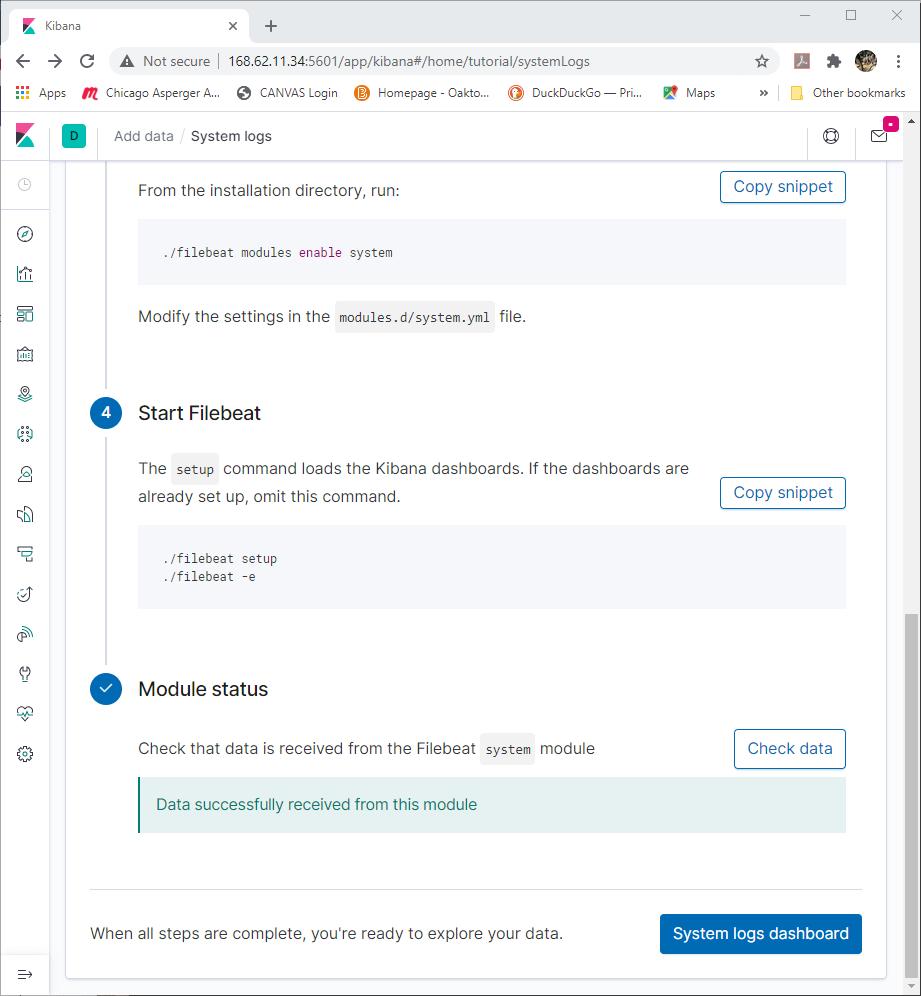 Kibana
Not secure
168.62.11.34:5601/app/kibana#/home/tutorial/systemLogs
Apps
Chicago Asperger A...
CANVAS Login
Homepage - Oakto...
DuckDuckGo — Pri...
Maps
»
Other bookmarks
D
Add data / System logs
From the installation directory, run:
Copy snippet
./filebeat modules enable system
Modify the settings in the modules.d/system.yml file.
4
Start Filebeat
The setup command loads the Kibana dashboards. If the dashboards are
already set up, omit this command.
Copy snippet
./filebeat setup
./filebeat -e
Module status
Check that data is received from the Filebeat system module
Check data
Data successfully received from this module
When all steps are complete, you're ready to explore your data.
System logs dashboard